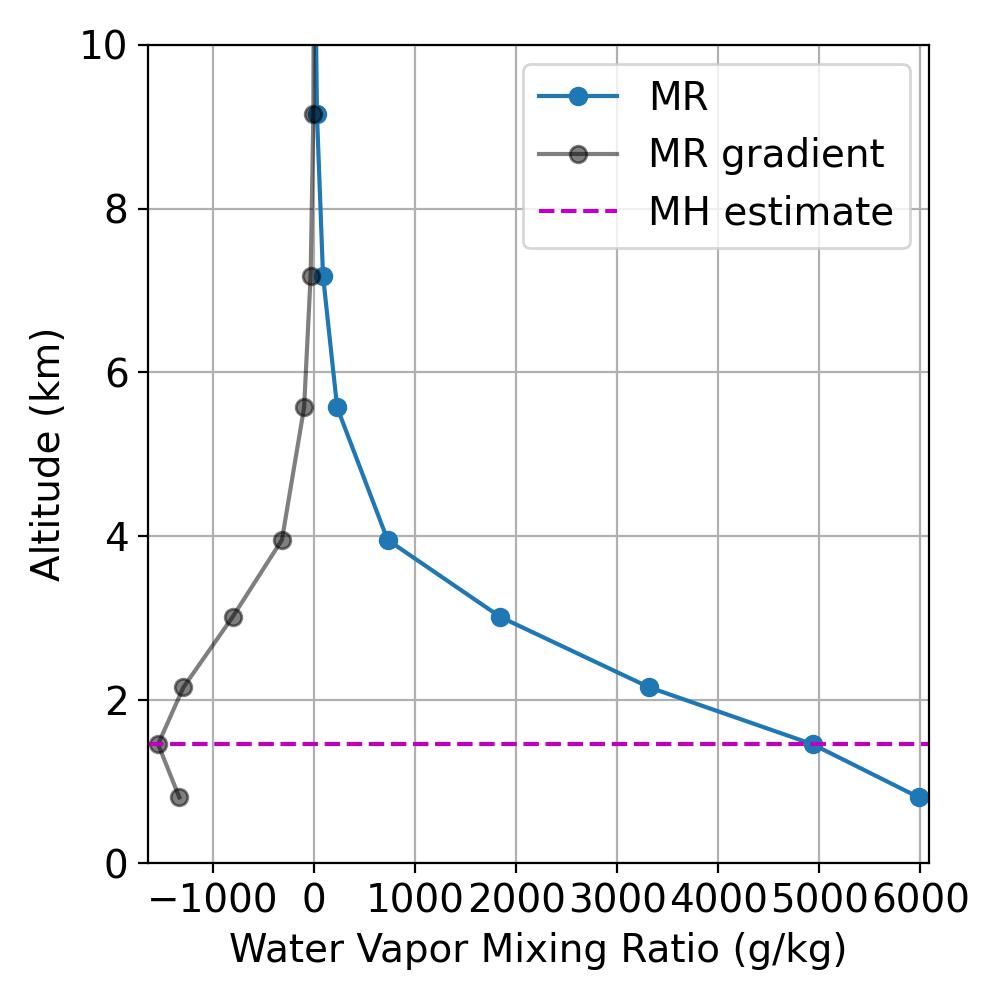 10
8
6
4
2
0
Altitude (km)
MR
MR gradient
MH estimate
−1000 0 1000 2000 3000 4000 5000 6000
Water Vapor Mixing Ratio (g/kg)